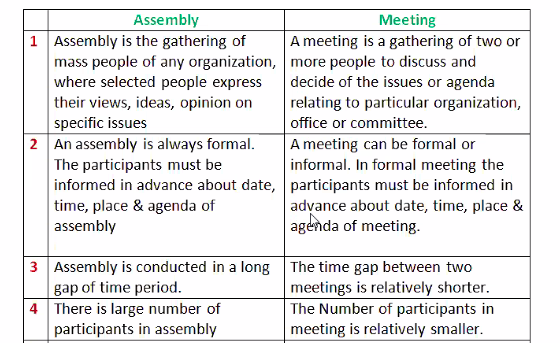 Assembly Meeting
1 Assembly is the gathering of A meeting is a gathering of two or
mass people of any organization, more people to discuss and
where selected people express decide of the issues or agenda
their views, ideas, opinion on relating to particular organization,
specific issues office or committee.
2 An assembly is always formal. A meeting can be formal or
The participants must be informal. In formal meeting the
informed in advance about date, participants must be informed in
time, place & agenda of advance about date, time, place &
assembly agenda of meeting.
3 Assembly is conducted in a long The time gap between two
gap of time period. meetings is relatively shorter.
4 There is large number of The Number of participants in
participants in assembly meeting is relatively smaller.